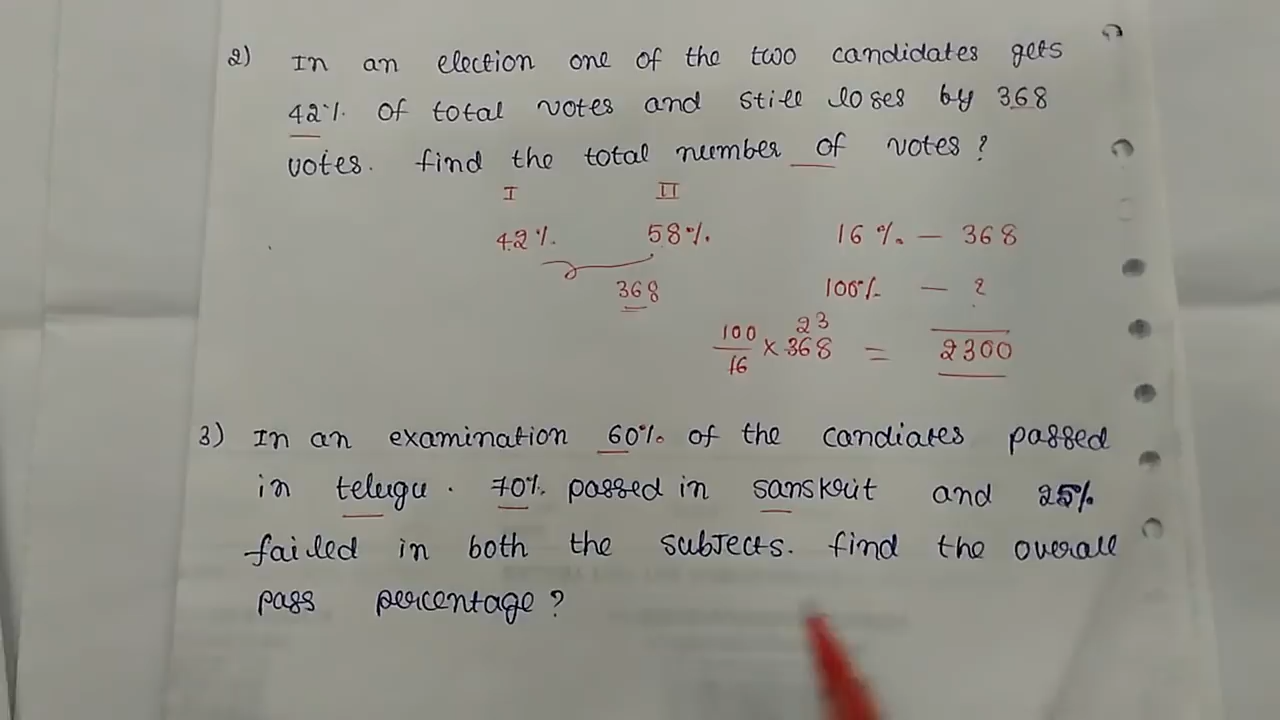 2) In an election one of the two candidates gets
42% of total votes and still loses by 368
votes. find the total number of votes?
I II
42% 58% 16% — 368
368 100% — ?
100/16 × 368 23 = 2300
3) In an examination 60% of the candiates passed
in telugu. 70% passed in sanskrit and 25%
failed in both the subjects. find the overall
pass percentage?